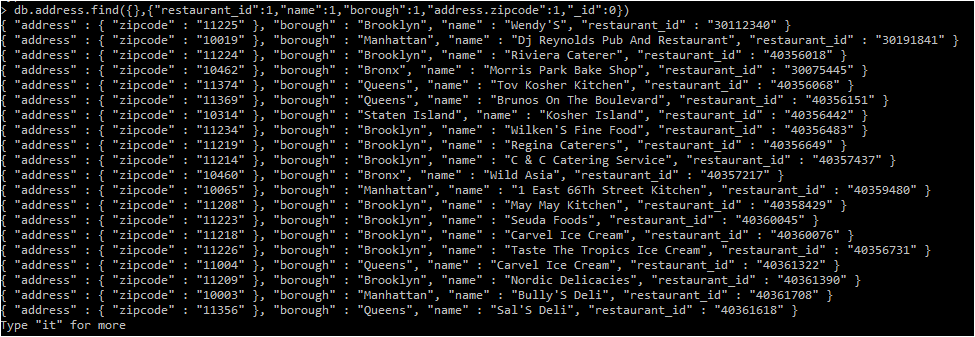 > db.address.find({},{"restaurant_id":1,"name":1,"borough":1,"address.zipcode":1,"_id":0})
{ "address" : { "zipcode" : "11225" }, "borough" : "Brooklyn", "name" : "Wendy'S", "restaurant_id" : "30112340" }
{ "address" : { "zipcode" : "10019" }, "borough" : "Manhattan", "name" : "Dj Reynolds Pub And Restaurant", "restaurant_id" : "30191841" }
{ "address" : { "zipcode" : "11224" }, "borough" : "Brooklyn", "name" : "Riviera Caterer", "restaurant_id" : "40356018" }
{ "address" : { "zipcode" : "10462" }, "borough" : "Bronx", "name" : "Morris Park Bake Shop", "restaurant_id" : "30075445" }
{ "address" : { "zipcode" : "11374" }, "borough" : "Queens", "name" : "Tov Kosher Kitchen", "restaurant_id" : "40356068" }
{ "address" : { "zipcode" : "11369" }, "borough" : "Queens", "name" : "Brunos On The Boulevard", "restaurant_id" : "40356151" }
{ "address" : { "zipcode" : "10314" }, "borough" : "Staten Island", "name" : "Kosher Island", "restaurant_id" : "40356442" }
{ "address" : { "zipcode" : "11234" }, "borough" : "Brooklyn", "name" : "Wilken'S Fine Food", "restaurant_id" : "40356483" }
{ "address" : { "zipcode" : "11219" }, "borough" : "Brooklyn", "name" : "Regina Caterers", "restaurant_id" : "40356649" }
{ "address" : { "zipcode" : "11214" }, "borough" : "Brooklyn", "name" : "C & C Catering Service", "restaurant_id" : "40357437" }
{ "address" : { "zipcode" : "10460" }, "borough" : "Bronx", "name" : "Wild Asia", "restaurant_id" : "40357217" }
{ "address" : { "zipcode" : "10065" }, "borough" : "Manhattan", "name" : "1 East 66Th Street Kitchen", "restaurant_id" : "40359480" }
{ "address" : { "zipcode" : "11208" }, "borough" : "Brooklyn", "name" : "May May Kitchen", "restaurant_id" : "40358429" }
{ "address" : { "zipcode" : "11223" }, "borough" : "Brooklyn", "name" : "Seuda Foods", "restaurant_id" : "40360045" }
{ "address" : { "zipcode" : "11218" }, "borough" : "Brooklyn", "name" : "Carvel Ice Cream", "restaurant_id" : "40360076" }
{ "address" : { "zipcode" : "11226" }, "borough" : "Brooklyn", "name" : "Taste The Tropics Ice Cream", "restaurant_id" : "40356731" }
{ "address" : { "zipcode" : "11004" }, "borough" : "Queens", "name" : "Carvel Ice Cream", "restaurant_id" : "40361322" }
{ "address" : { "zipcode" : "11209" }, "borough" : "Brooklyn", "name" : "Nordic Delicacies", "restaurant_id" : "40361390" }
{ "address" : { "zipcode" : "10003" }, "borough" : "Manhattan", "name" : "Bully'S Deli", "restaurant_id" : "40361708" }
{ "address" : { "zipcode" : "11356" }, "borough" : "Queens", "name" : "Sal'S Deli", "restaurant_id" : "40361618" }
Type "it" for more